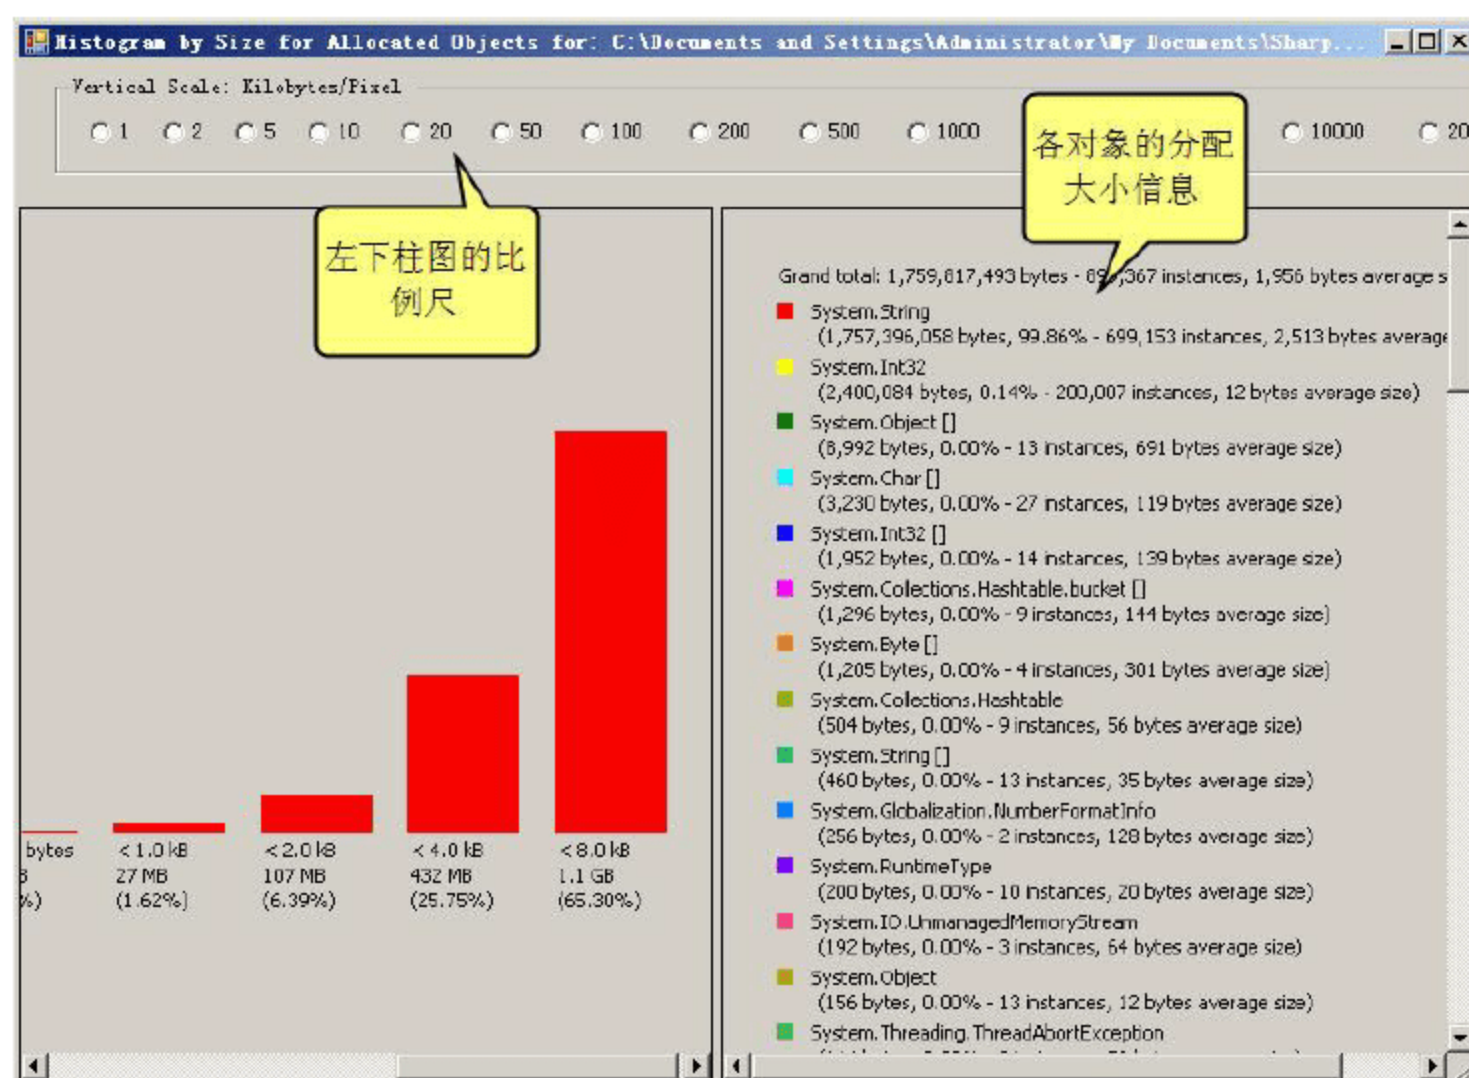 Histogram by Size for Allocated Objects for: C:\Documents and Settings\Administrator\My Documents\Sharp...
Vertical Scale: Kilobytes/Pixel
1 2 5 10 20 50 100 200 500 1000 10000 20
各对象的分配
大小信息
左下柱图的比
例尺
bytes
%)
< 1.0 kB
27 MB
(1.62%)
< 2.0 kB
107 MB
(6.39%)
< 4.0 kB
432 MB
(25.75%)
< 8.0 kB
1.1 GB
(65.30%)
Grand total: 1,759,817,493 bytes - instances, 1,956 bytes average s
System.String
(1,757,396,058 bytes, 99.86% - 699,153 instances, 2,513 bytes average
System.Int32
(2,400,084 bytes, 0.14% - 200,007 instances, 12 bytes average size)
System.Object []
(8,992 bytes, 0.00% - 13 instances, 691 bytes average size)
System.Char []
(3,230 bytes, 0.00% - 27 instances, 119 bytes average size)
System.Int32 []
(1,952 bytes, 0.00% - 14 instances, 139 bytes average size)
System.Collections.Hashtable.bucket []
(1,296 bytes, 0.00% - 9 instances, 144 bytes average size)
System.Byte []
(1,205 bytes, 0.00% - 4 instances, 301 bytes average size)
System.Collections.Hashtable
(504 bytes, 0.00% - 9 instances, 56 bytes average size)
System.String []
(460 bytes, 0.00% - 13 instances, 35 bytes average size)
System.Globalization.NumberFormatInfo
(256 bytes, 0.00% - 2 instances, 128 bytes average size)
System.RuntimeType
(200 bytes, 0.00% - 10 instances, 20 bytes average size)
System.IO.UnmanagedMemoryStream
(192 bytes, 0.00% - 3 instances, 64 bytes average size)
System.Object
(156 bytes, 0.00% - 13 instances, 12 bytes average size)
System.Threading.ThreadAbortException